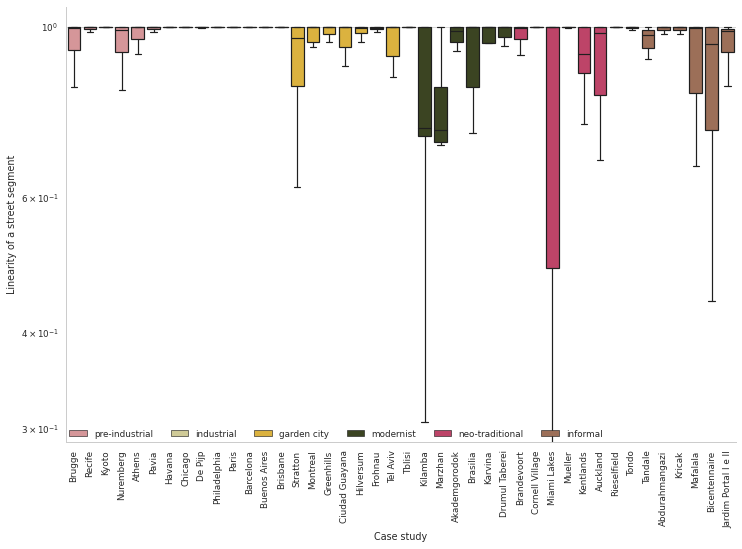 10⁰
6 × 10⁻¹
4 × 10⁻¹
3 × 10⁻¹
Linearity of a street segment
pre-industrial
industrial
garden city
modernist
neo-traditional
informal
Brugge
Recife
Kyoto
Nuremberg
Athens
Pavia
Havana
Chicago
De Pijp
Philadelphia
Paris
Barcelona
Buenos Aires
Brisbane
Stratton
Montreal
Greenhills
Ciudad Guayana
Hilversum
Frohnau
Tel Aviv
Tblisi
Kilamba
Marzhan
Akademgorodok
Brasilia
Karvina
Drumul Taberei
Brandevoort
Cornell Village
Miami Lakes
Mueller
Kentlands
Auckland
Rieselfield
Tondo
Tandale
Abdurahmangazi
Kricak
Mafalala
Bicentennaire
Jardim Portal I e II
Case study